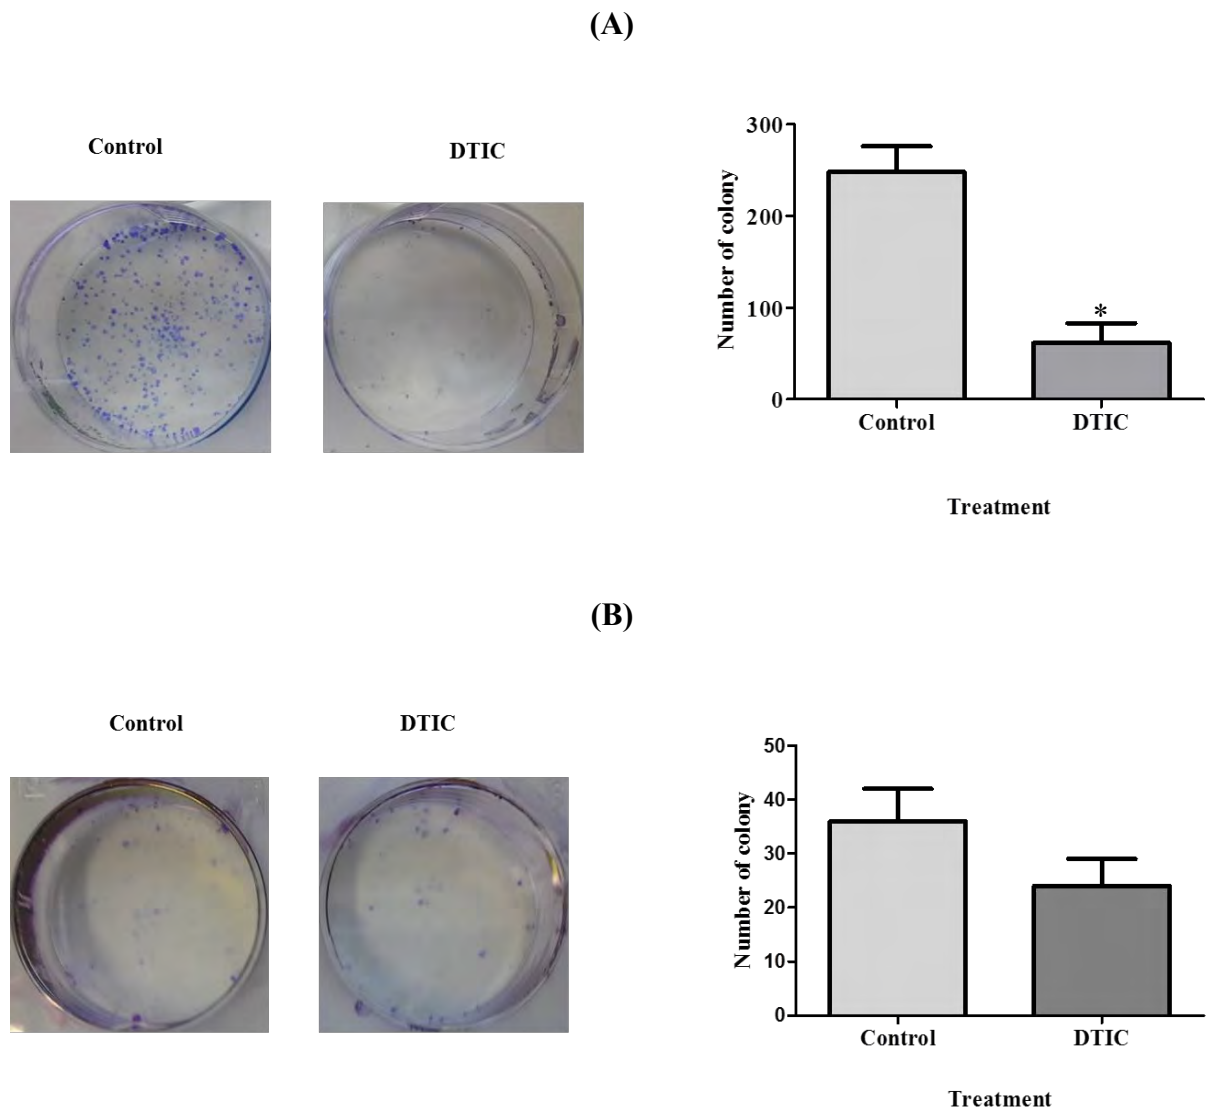 (A)
Control
DTIC
Number of colony
300
200
100
0
*
Control
DTIC
Treatment
(B)
Control
DTIC
Number of colony
50
40
30
20
10
0
Control
DTIC
Treatment